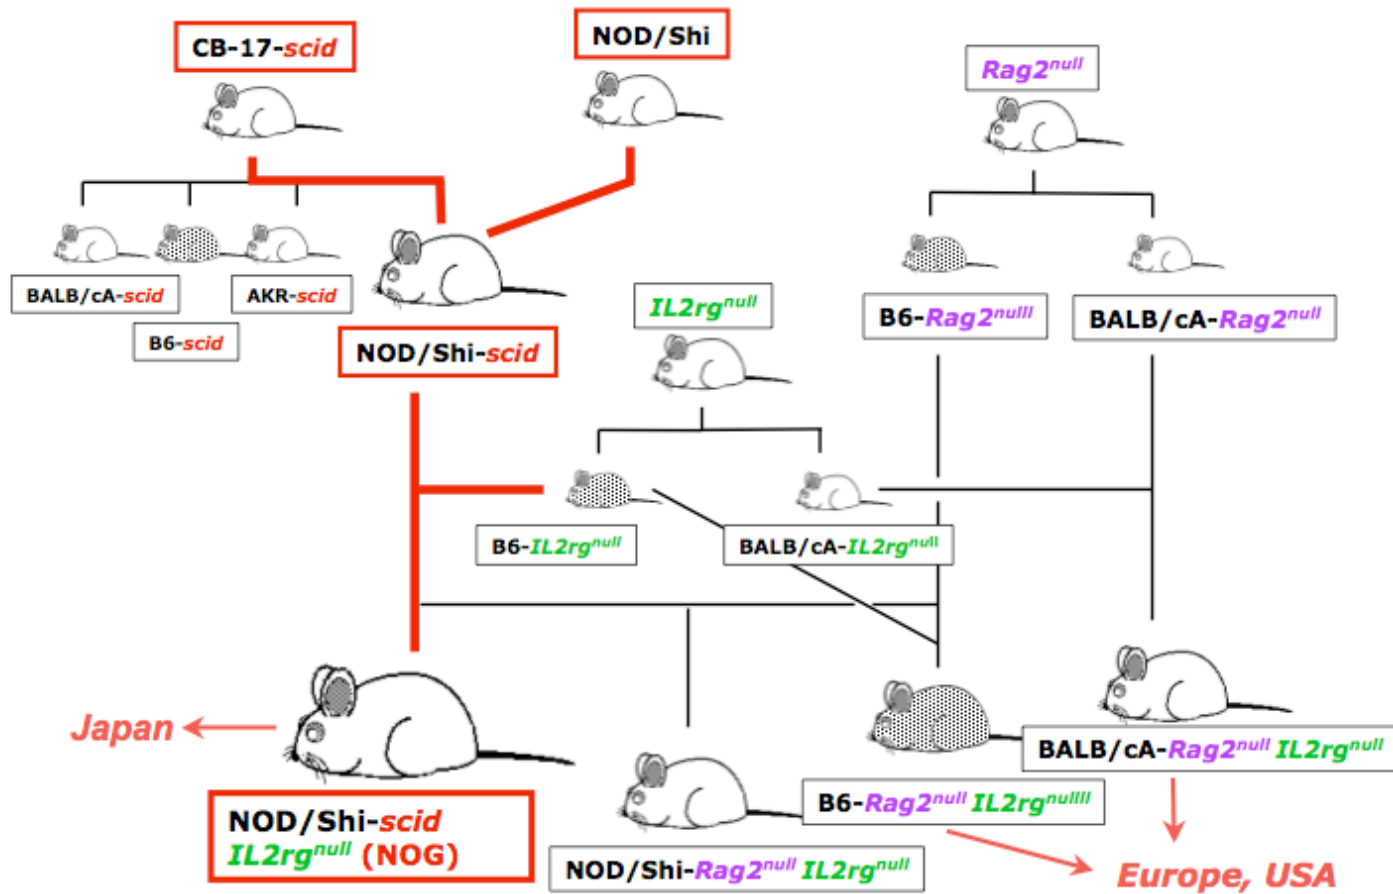 CB-17-scid
NOD/Shi
Rag2null
BALB/cA-scid
AKR-scid
B6-scid
NOD/Shi-scid
IL2rgnull
B6-Rag2nulll
BALB/cA-Rag2null
B6-IL2rgnull
BALB/cA-IL2rgnull
Japan
NOD/Shi-scid
IL2rgnull (NOG)
NOD/Shi-Rag2null IL2rgnull
B6-Rag2null IL2rgnullll
BALB/cA-Rag2null IL2rgnull
Europe, USA